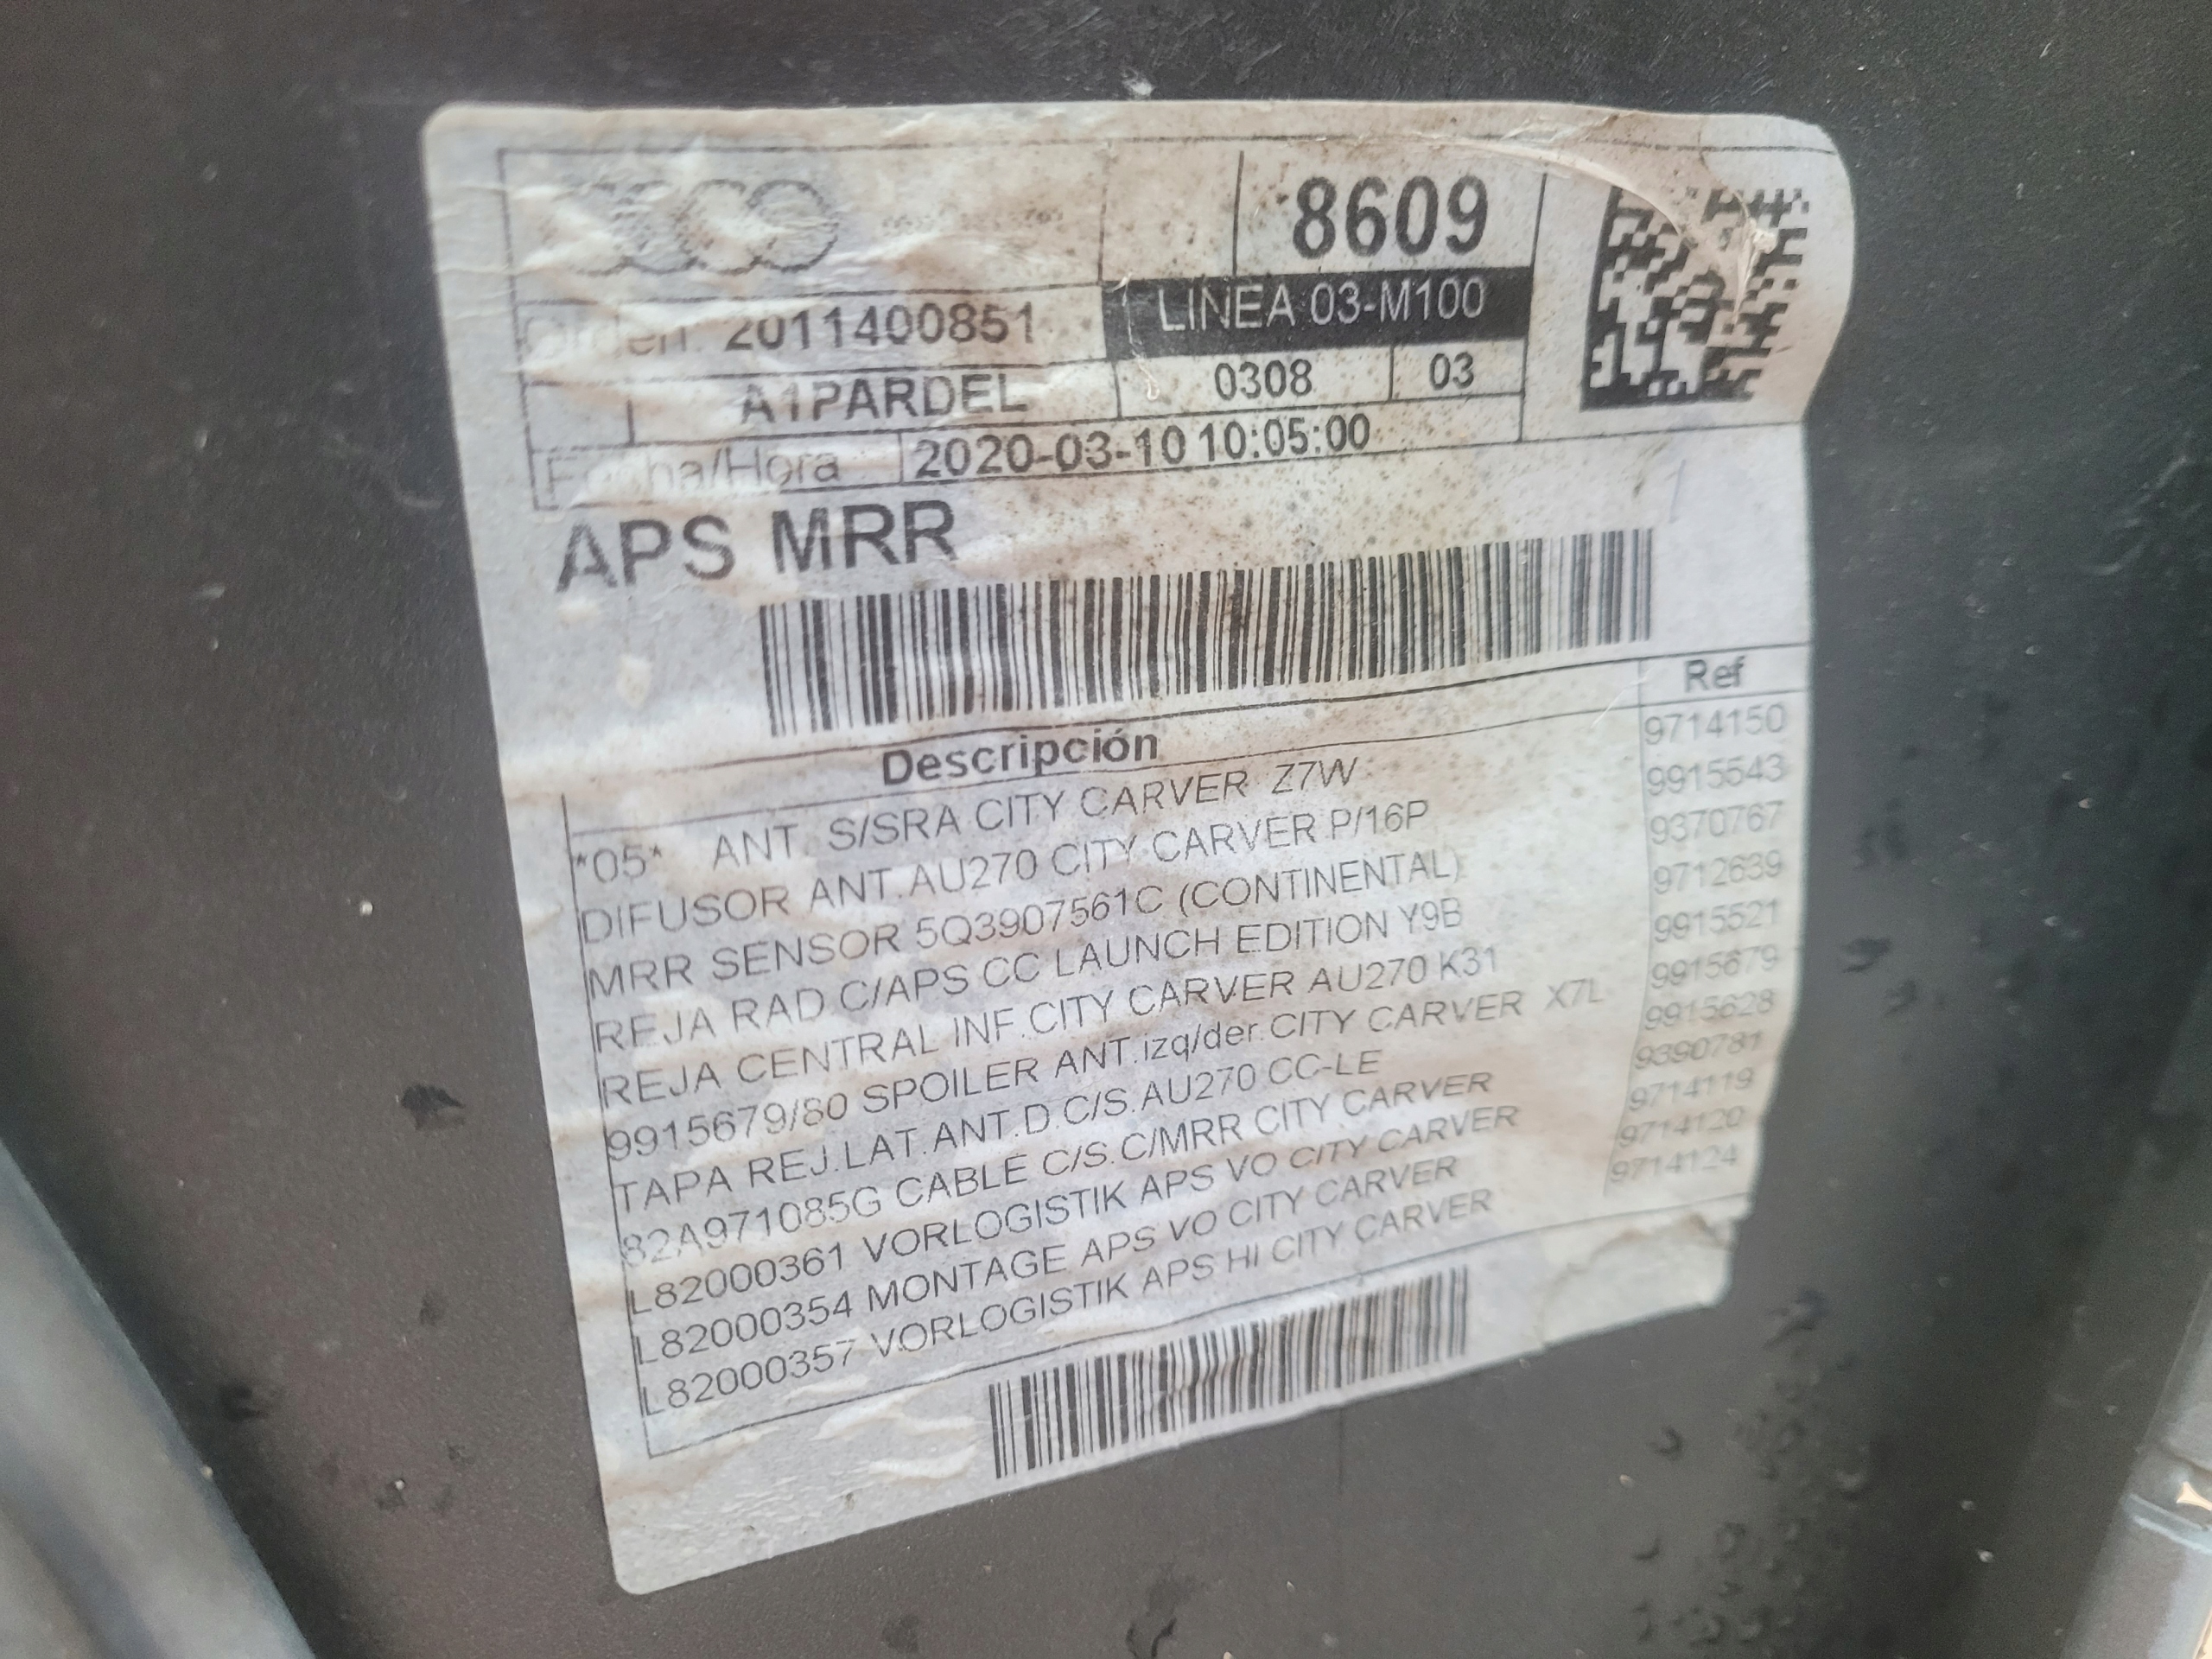 8609
Orden: 2011400851
LINEA 03-M100
A1PARDEL
0308
03
Fecha/Hora
2020-03-10 10:05:00
APS MRR
Descripción
Ref
*05* ANT. S/SRA CITY CARVER Z7W
9714150
DIFUSOR ANT.AU270 CITY CARVER P/16P
9915543
MRR SENSOR 5Q3907561C (CONTINENTAL)
9370767
REJA RAD C/APS CC LAUNCH EDITION Y9B
9712639
REJA CENTRAL INF.CITY CARVER AU270 K31
9915521
9915679/80 SPOILER ANT.izq/der.CITY CARVER X7L
9915679
TAPA REJ.LAT.ANT.D.C/S.AU270 CC-LE
9915628
82A971085G CABLE C/S.C/MRR CITY CARVER
9390781
L82000361 VORLOGISTIK APS VO CITY CARVER
9714119
L82000354 MONTAGE APS VO CITY CARVER
9714120
L82000357 VORLOGISTIK APS HI CITY CARVER
9714124